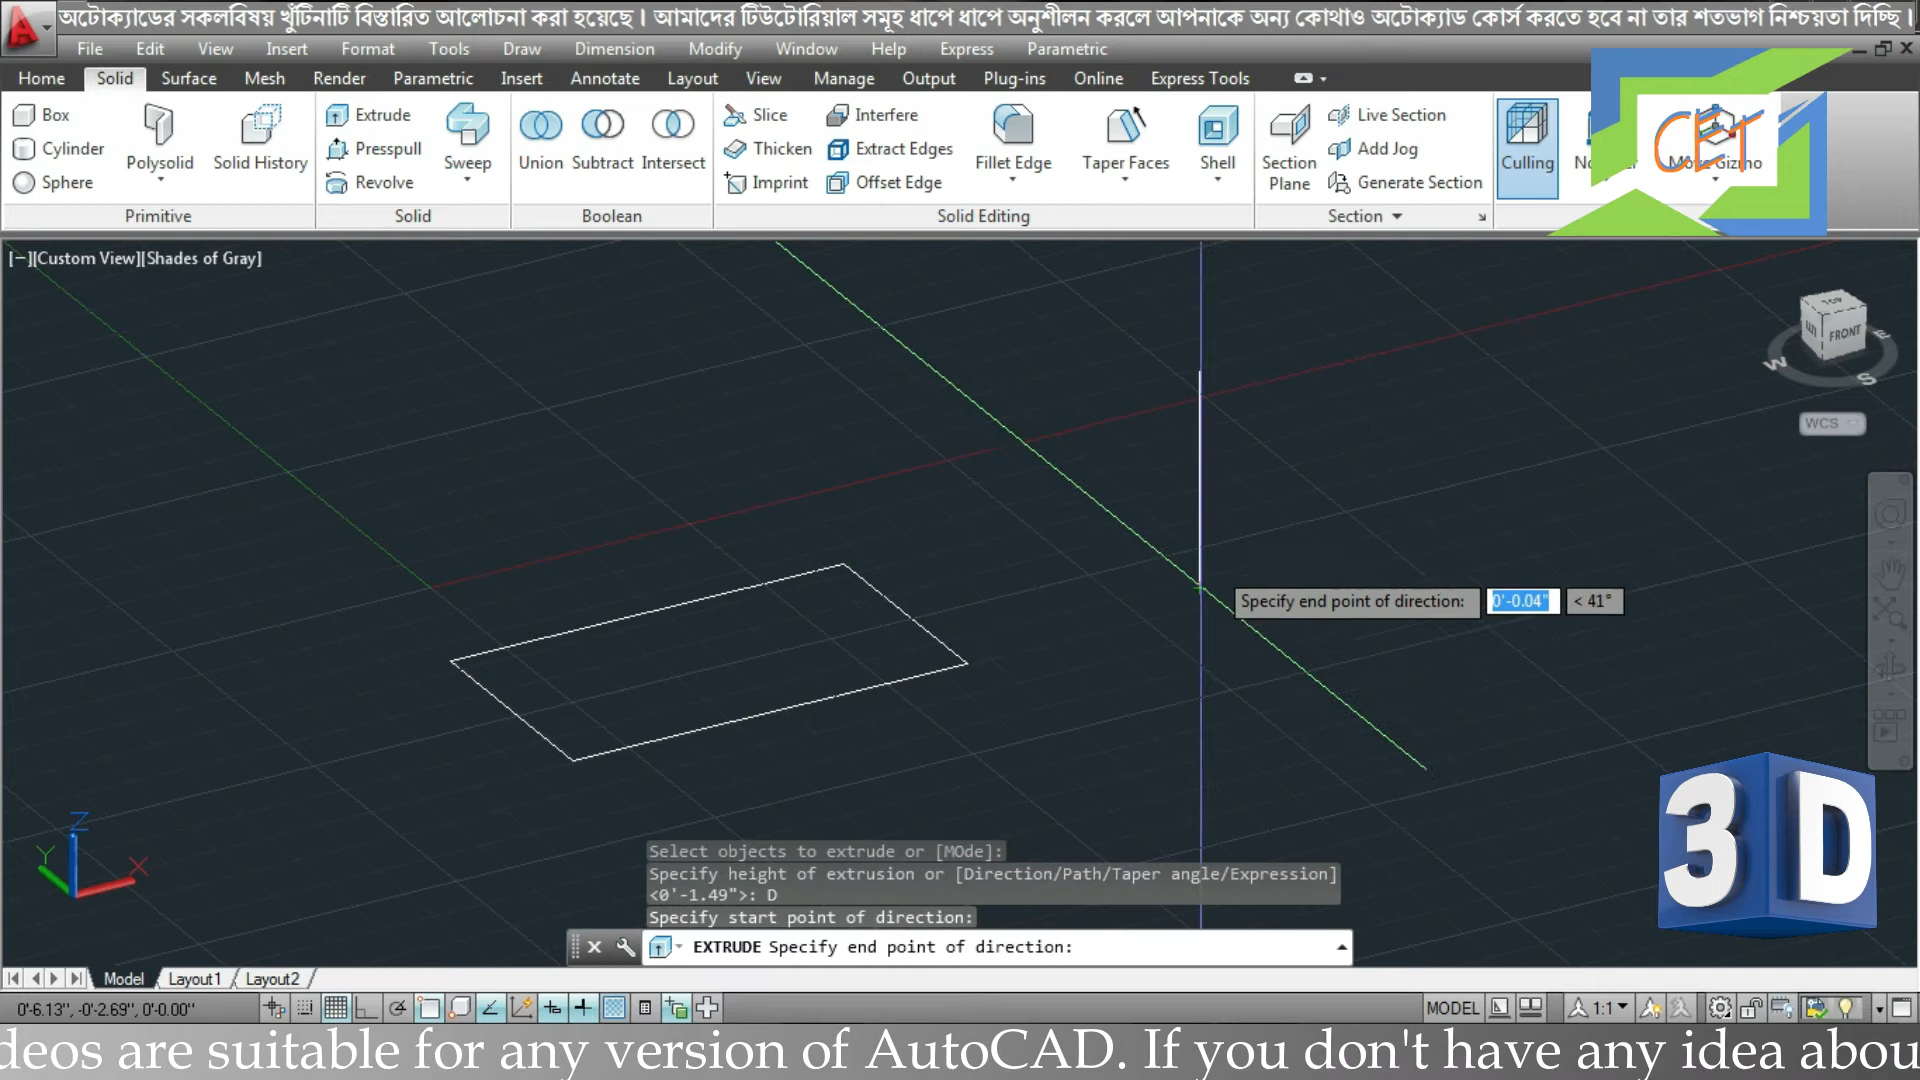 অটোক্যাডের সকলবিষয় খুঁটিনাটি বিস্তারিত আলোচনা করা হয়েছে । আমাদের টিউটোরিয়াল সমূহ ধাপে ধাপে অনুশীলন করলে আপনাকে অন্য কোথাও অটোক্যাড কোর্স করতে হবে না তার শতভাগ নিশ্চয়তা দিচ্ছি ।
File Edit View Insert Format Tools Draw Dimension Modify Window Help Express Parametric
Home Solid Surface Mesh Render Parametric Insert Annotate Layout View Manage Output Plug-ins Online Express Tools
Box Extrude Slice Interfere Live Section
Cylinder Presspull Thicken Extract Edges Add Jog
Polysolid Solid History Sweep Union Subtract Intersect Fillet Edge Taper Faces Shell Section Plane Culling Move Gizmo
Sphere Revolve Imprint Offset Edge Generate Section
Primitive Solid Boolean Solid Editing Section
CET
[−][Custom View][Shades of Gray]
TOP
FRONT
W S E
WCS
Specify end point of direction: 0'-0.04" < 41°
3D
Z
Y X
Select objects to extrude or [MOde]:
Specify height of extrusion or [Direction/Path/Taper angle/Expression]
<0'-1.49">: D
Specify start point of direction:
EXTRUDE Specify end point of direction:
Model Layout1 Layout2
0'-6.13", -0'-2.69", 0'-0.00" MODEL 1:1
deos are suitable for any version of AutoCAD. If you don't have any idea abou